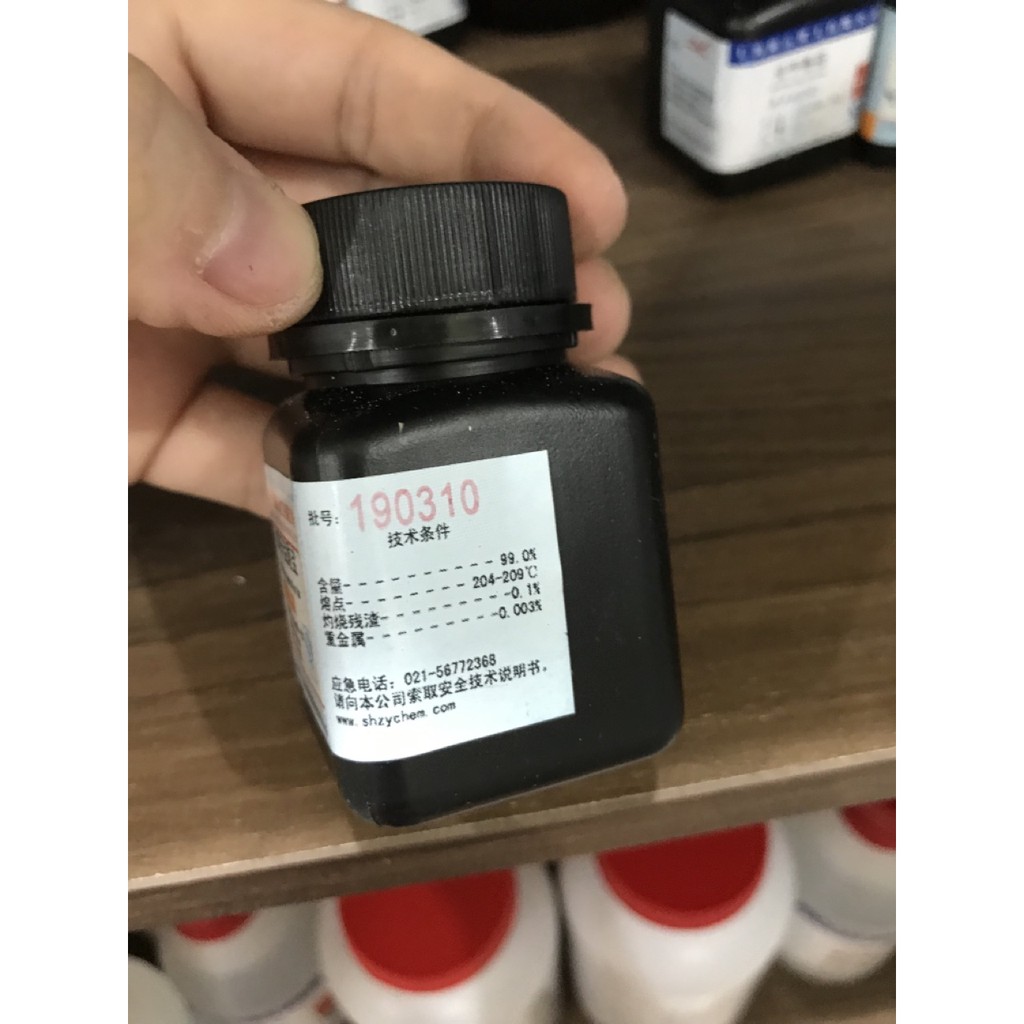 批号：190310
技术条件
含量- - - - - - - - - - 99.0%
熔点- - - - - - - - 204-209℃
灼烧残渣- - - - - - - - -0.1%
重金属- - - - - - - - -0.003%
应急电话：021-56772368
请向本公司索取安全技术说明书。
www.shzychem.com